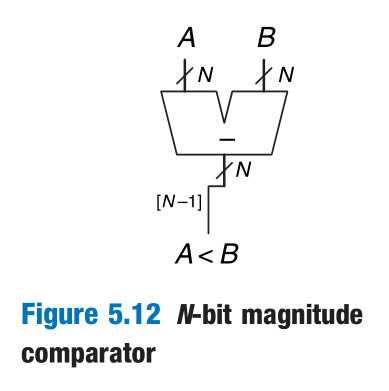 A B
N N
–
N
[N–1]
A < B
Figure 5.12 N-bit magnitude
comparator